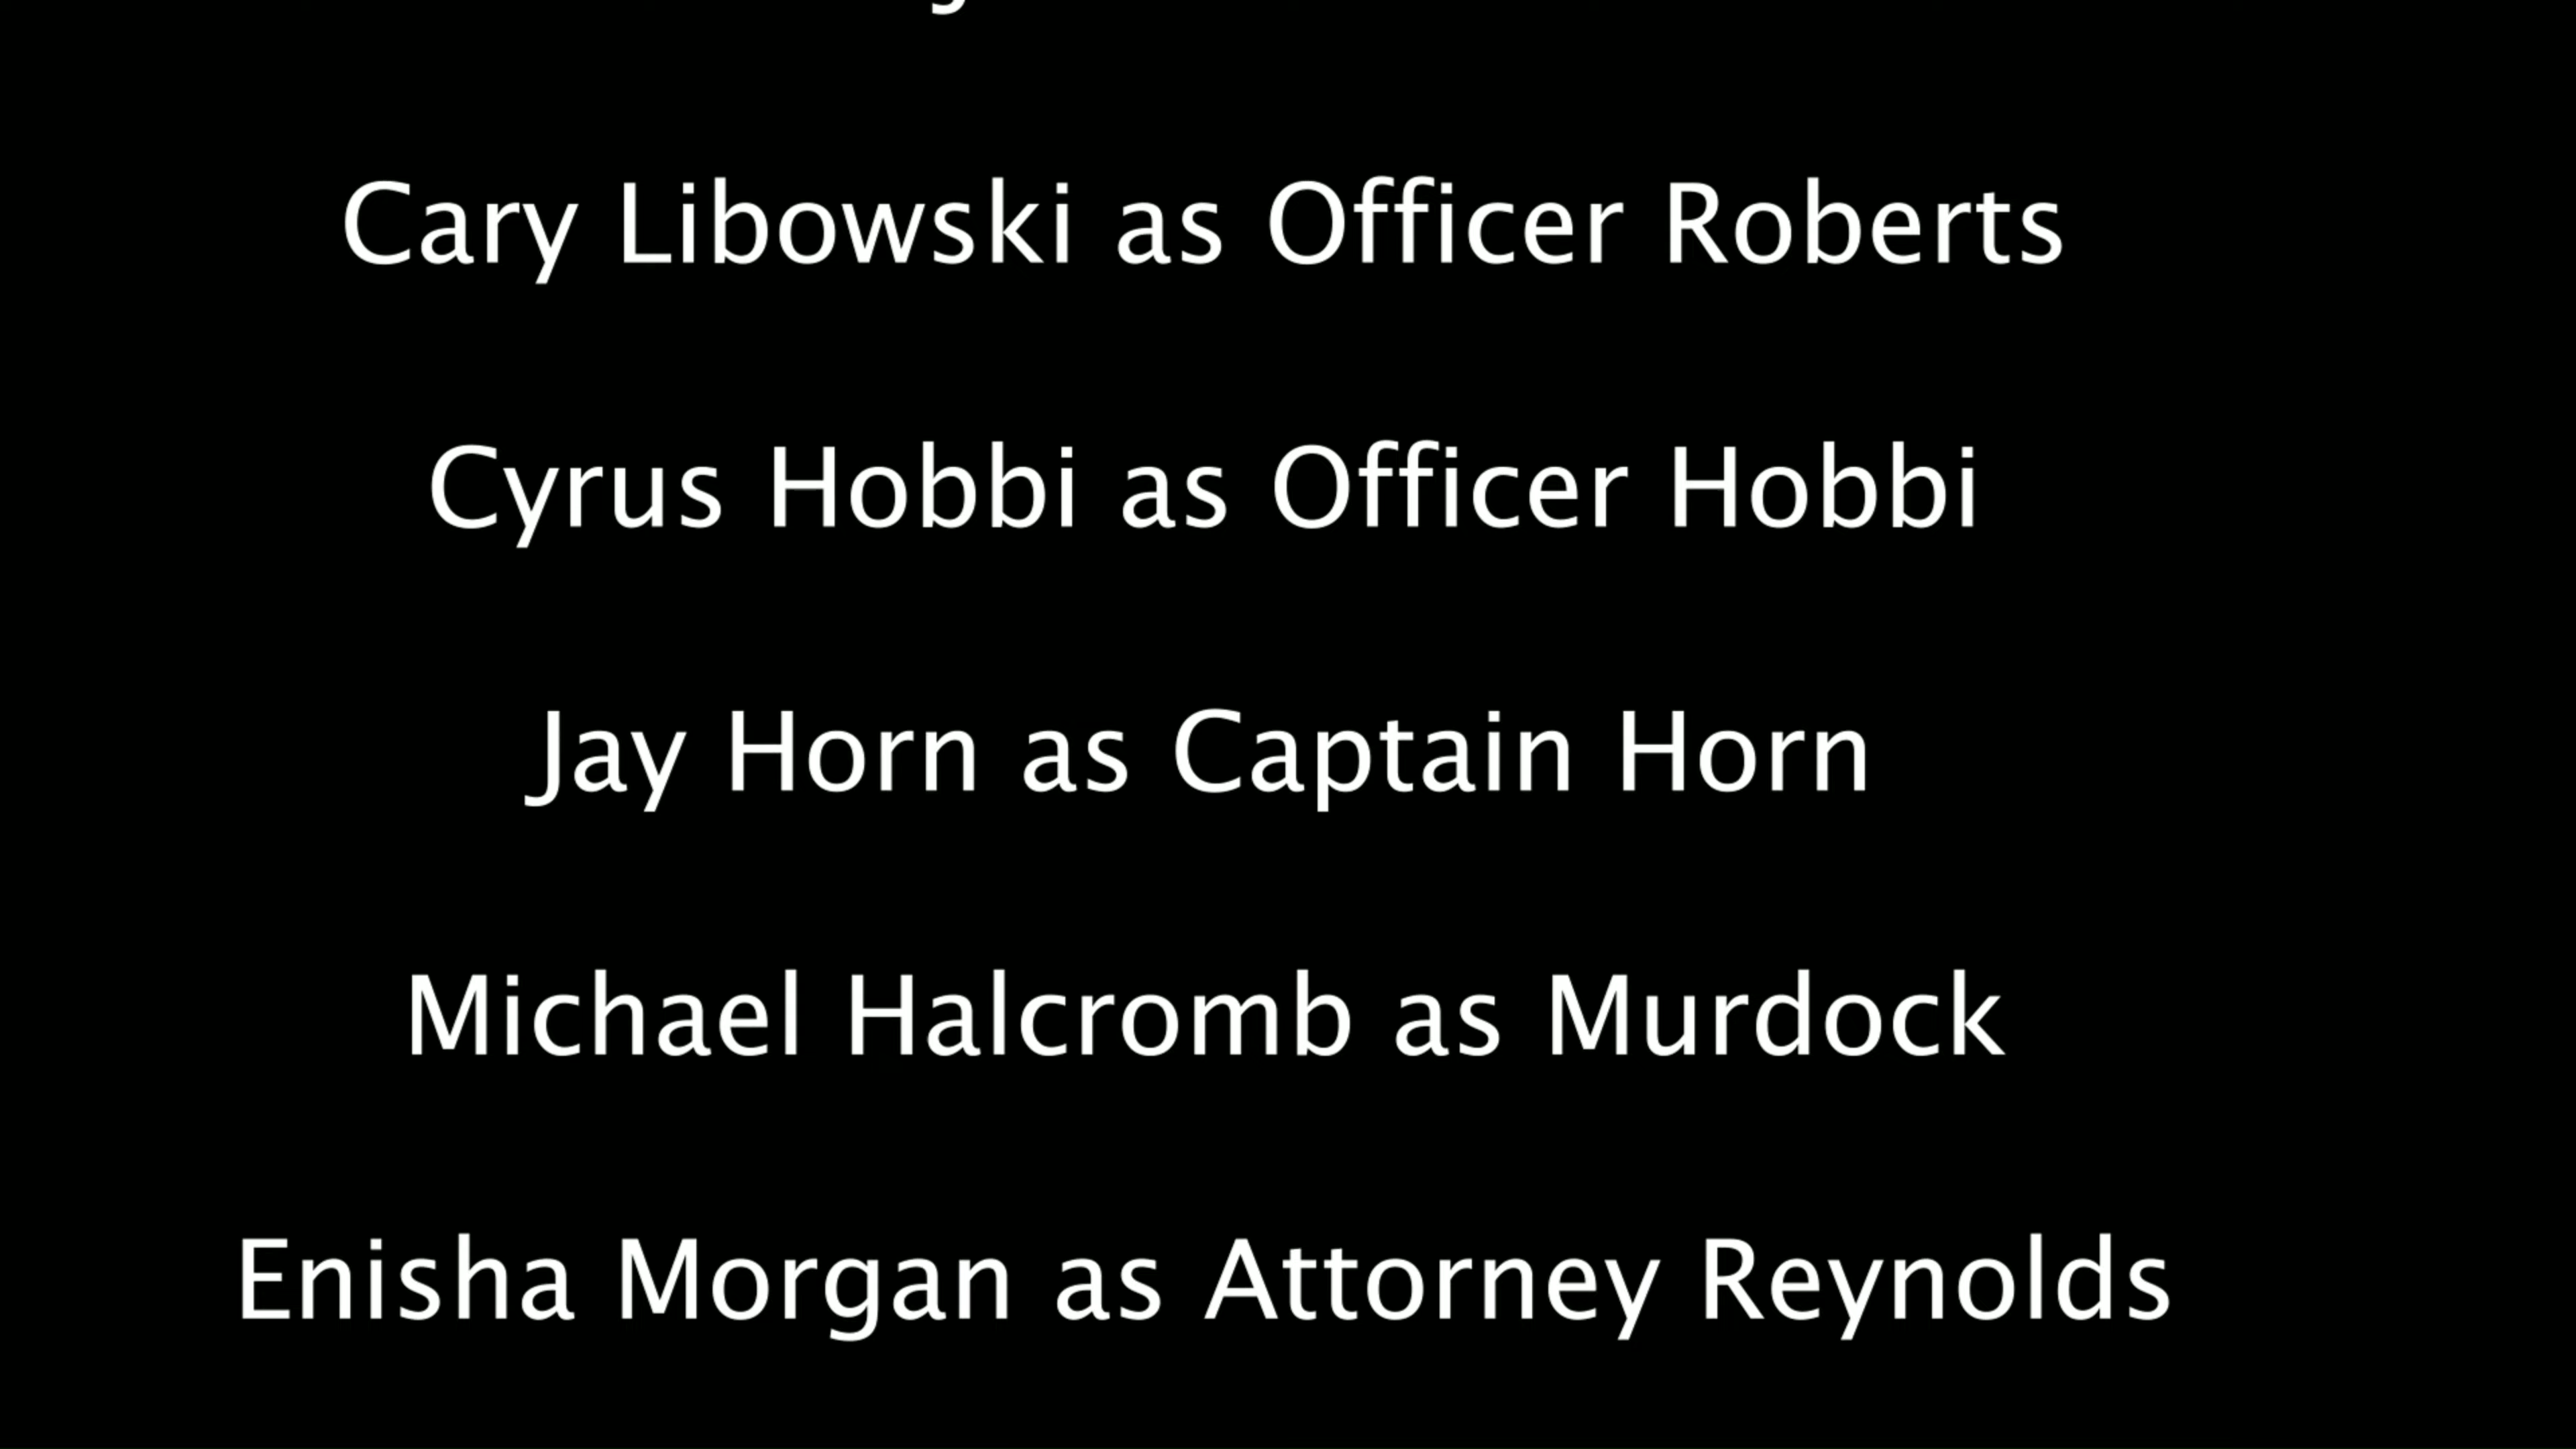 Cary Libowski as Officer Roberts
Cyrus Hobbi as Officer Hobbi
Jay Horn as Captain Horn
Michael Halcromb as Murdock
Enisha Morgan as Attorney Reynolds